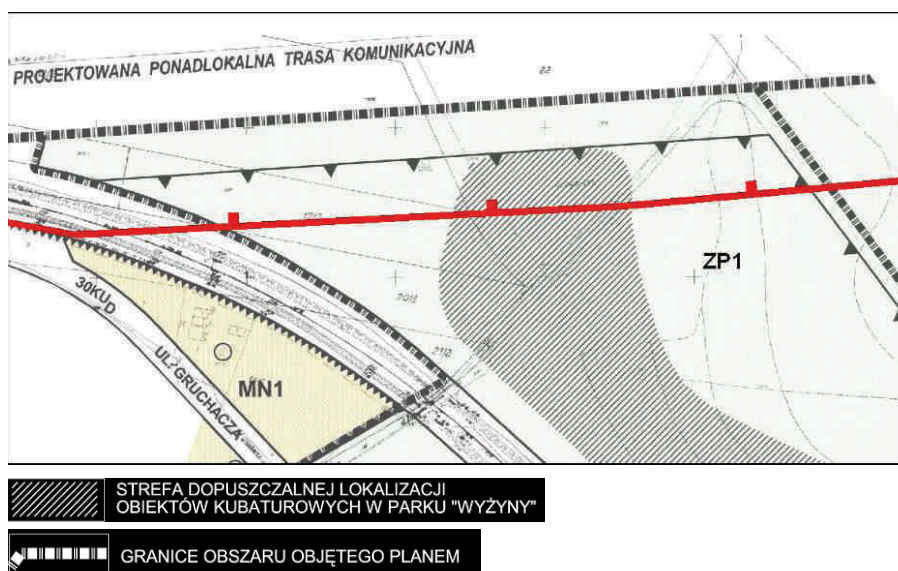 PROJEKTOWANA PONADLOKALNA TRASA KOMUNIKACYJNA
ZP1
30KUD
UL. GRUCHACZA
MN1
STREFA DOPUSZCZALNEJ LOKALIZACJI
OBIEKTÓW KUBATUROWYCH W PARKU "WYŻYNY"
GRANICE OBSZARU OBJĘTEGO PLANEM